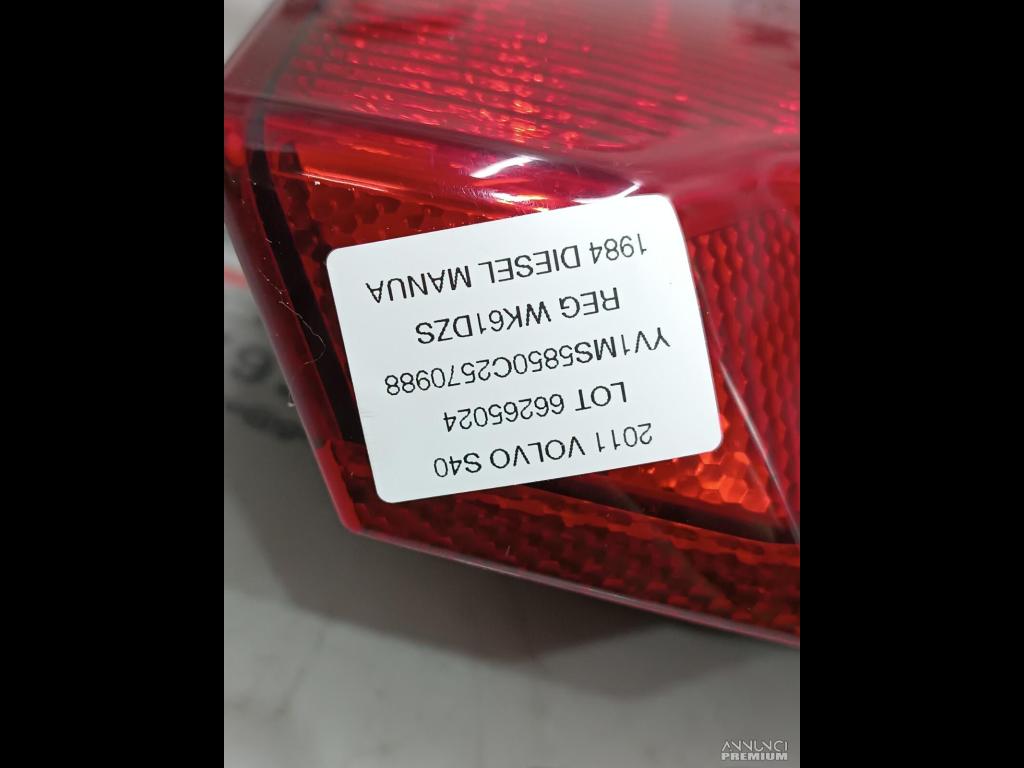 2011 VOLVO S40
LOT 66265024
YV1MS5850C2570988
REG WK61DZS
1984 DIESEL MANUA
ANNUNCI
PREMIUM